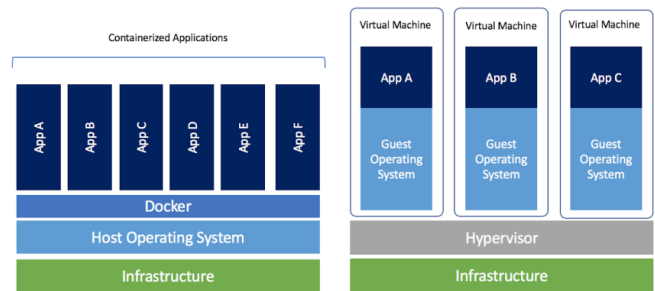 Containerized Applications
App A
App B
App C
App D
App E
App F
Docker
Host Operating System
Infrastructure
Virtual Machine
Virtual Machine
Virtual Machine
App A
App B
App C
Guest
Operating
System
Guest
Operating
System
Guest
Operating
System
Hypervisor
Infrastructure